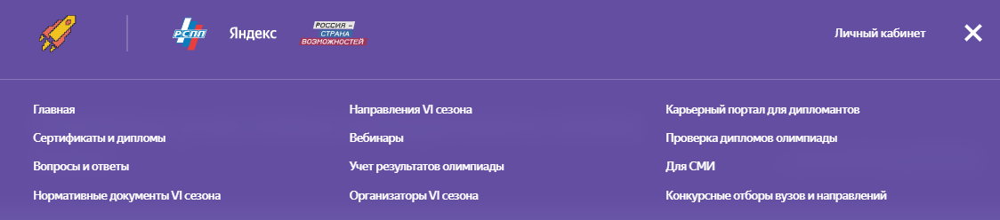 РСПП
Яндекс
РОССИЯ –
СТРАНА
ВОЗМОЖНОСТЕЙ
Личный кабинет
Главная
Сертификаты и дипломы
Вопросы и ответы
Нормативные документы VI сезона
Направления VI сезона
Вебинары
Учет результатов олимпиады
Организаторы VI сезона
Карьерный портал для дипломантов
Проверка дипломов олимпиады
Для СМИ
Конкурсные отборы вузов и направлений